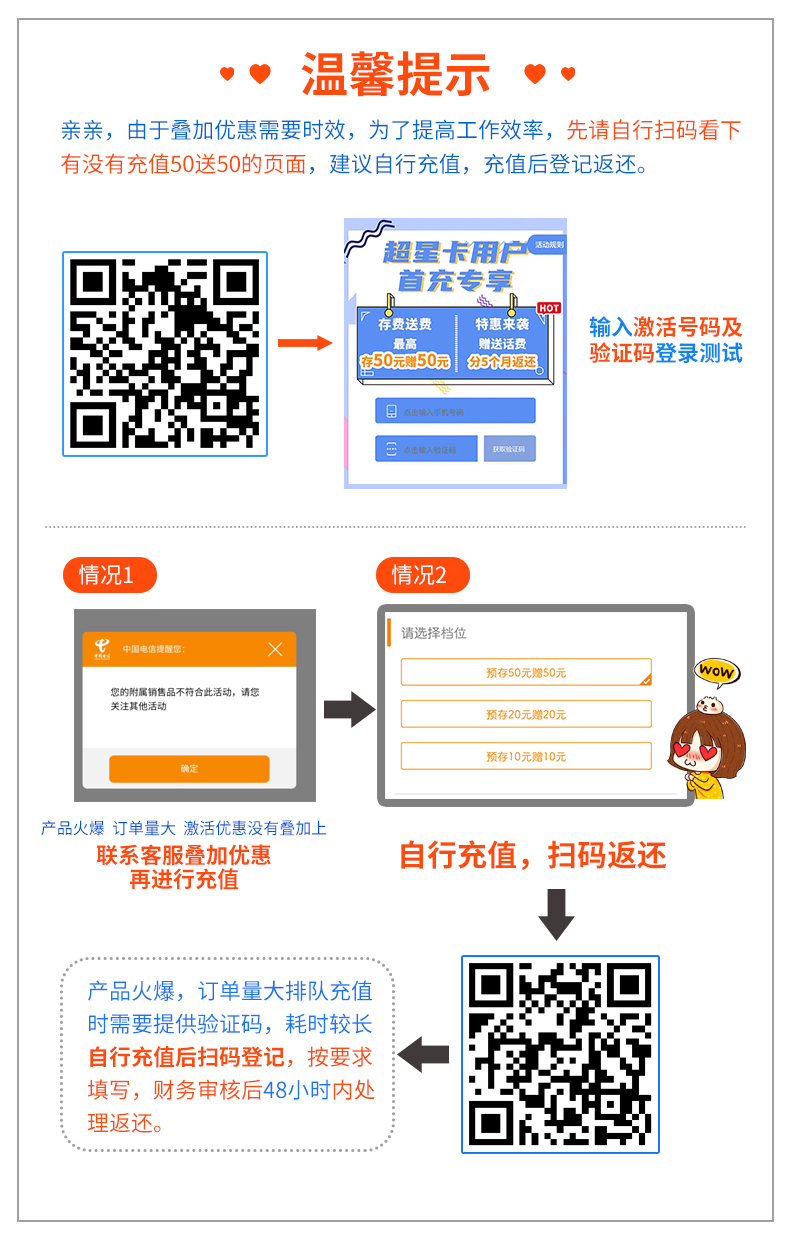 温馨提示
亲亲，由于叠加优惠需要时效，为了提高工作效率，先请自行扫码看下
有没有充值50送50的页面，建议自行充值，充值后登记返还。
活动规则
超星卡用户
首充专享
HOT
存费送费
最高
存50元赠50元
特惠来袭
赠送话费
分5个月返还
点击输入手机号码
点击输入验证码
获取验证码
输入激活号码及
验证码登录测试
情况1
情况2
中国电信提醒您：
您的附属销售品不符合此活动，请您
关注其他活动
确定
请选择档位
预存50元赠50元
预存20元赠20元
预存10元赠10元
WOW
产品火爆 订单量大 激活优惠没有叠加上
联系客服叠加优惠
再进行充值
自行充值，扫码返还
产品火爆，订单量大排队充值
时需要提供验证码，耗时较长
自行充值后扫码登记，按要求
填写，财务审核后48小时内处
理返还。